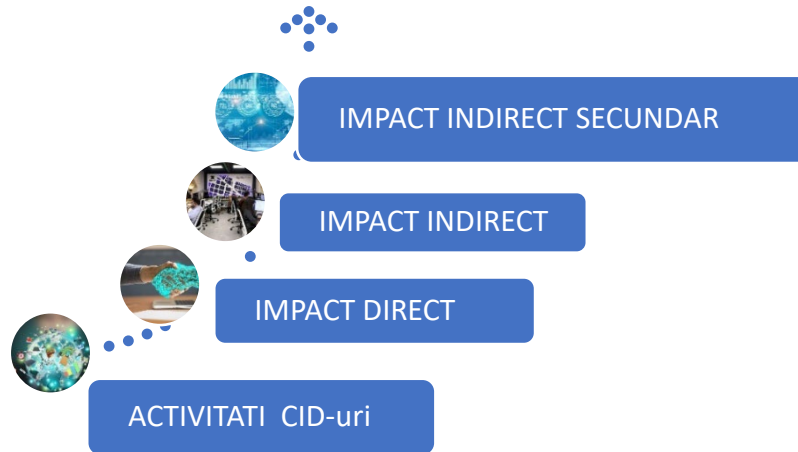 IMPACT INDIRECT SECUNDAR
IMPACT INDIRECT
IMPACT DIRECT
ACTIVITATI CID-uri